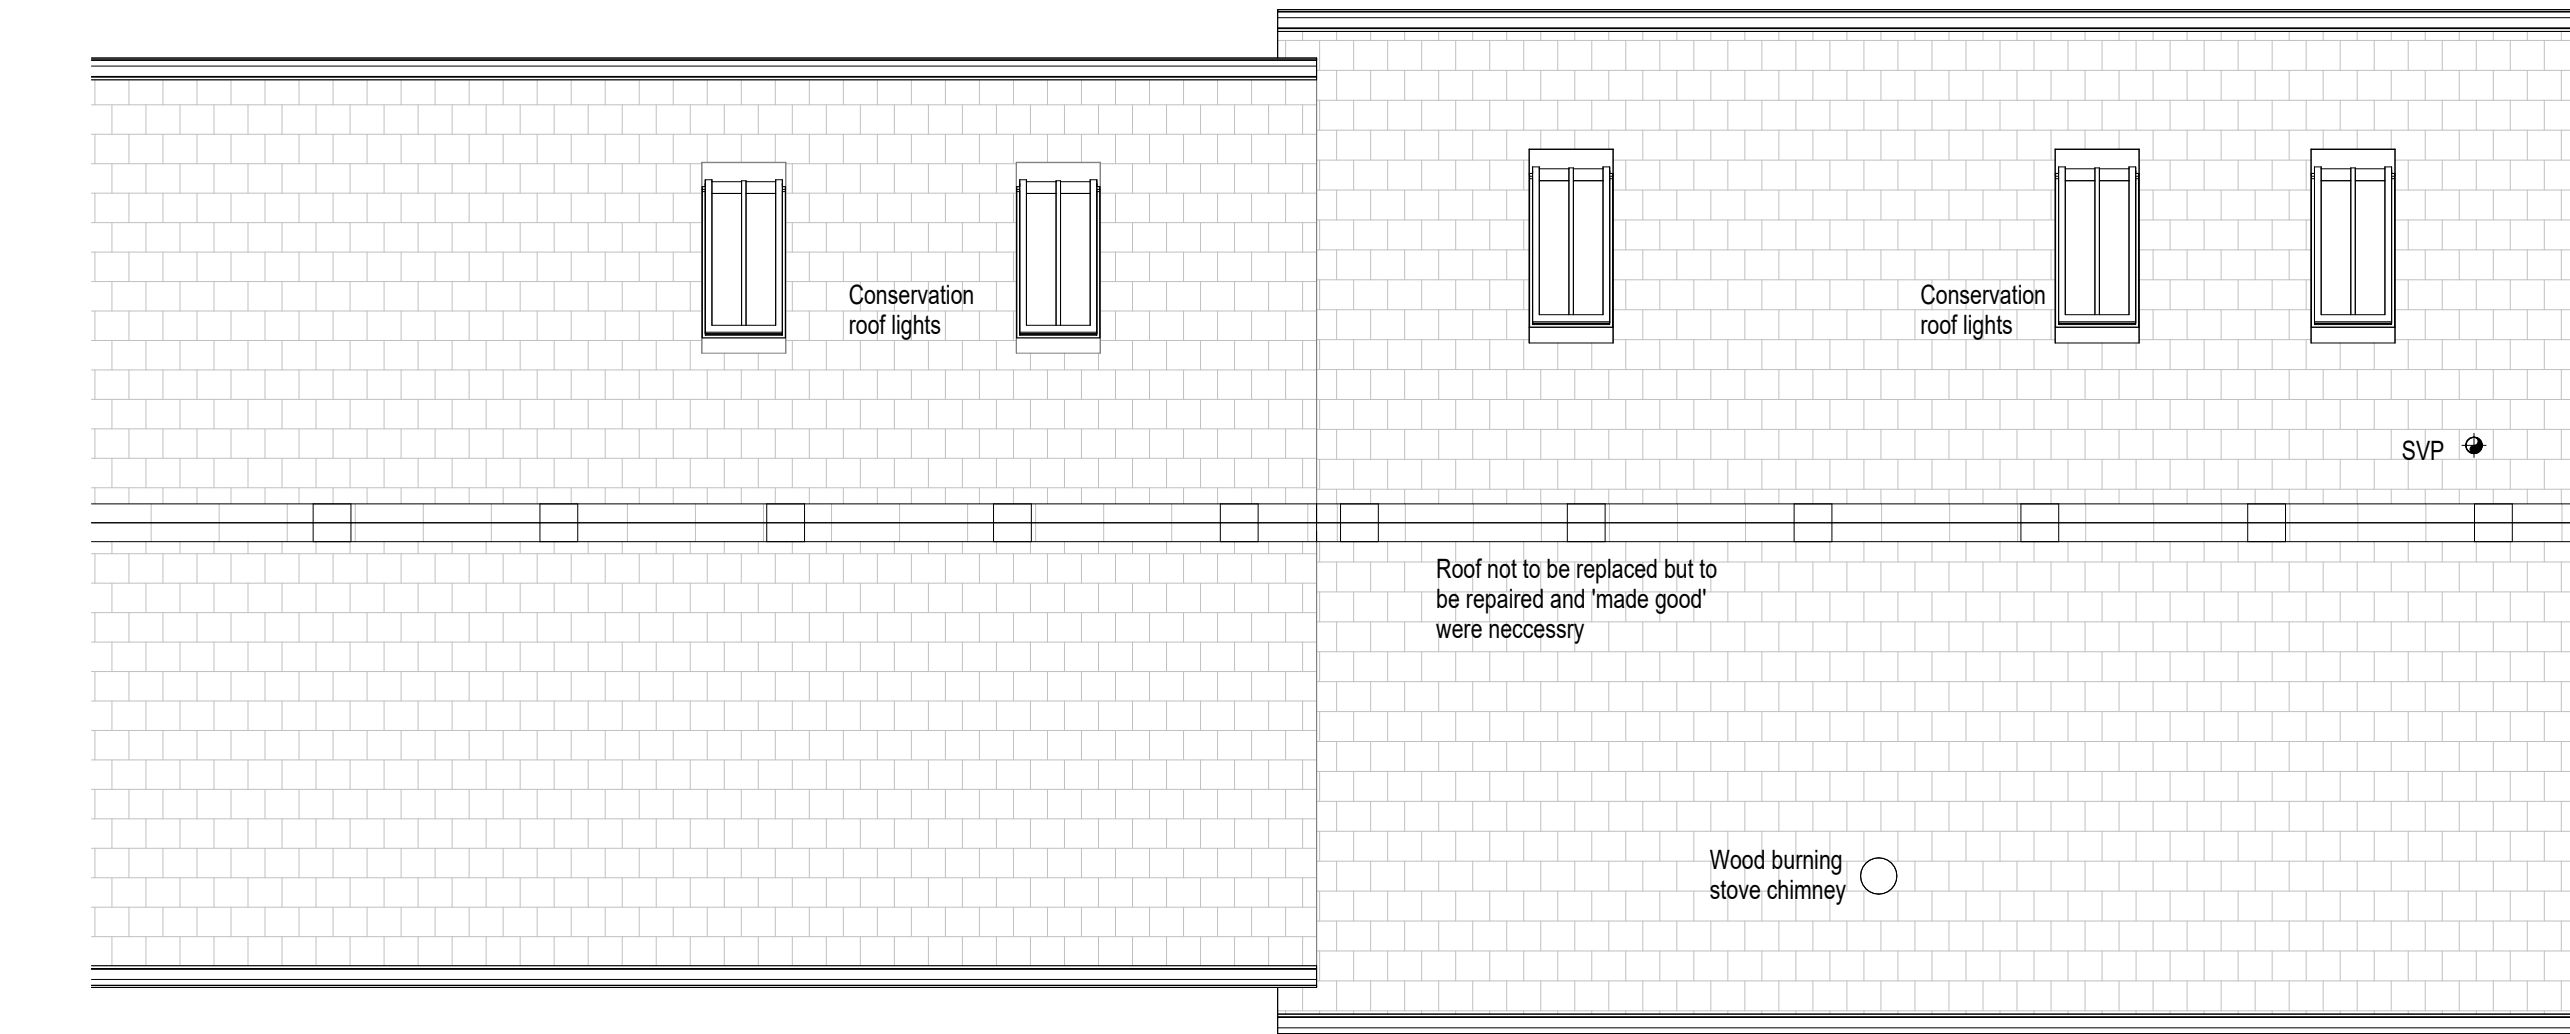 Conservation
roof lights
Conservation
roof lights
SVP
Roof not to be replaced but to
be repaired and 'made good'
were neccessry
Wood burning
stove chimney